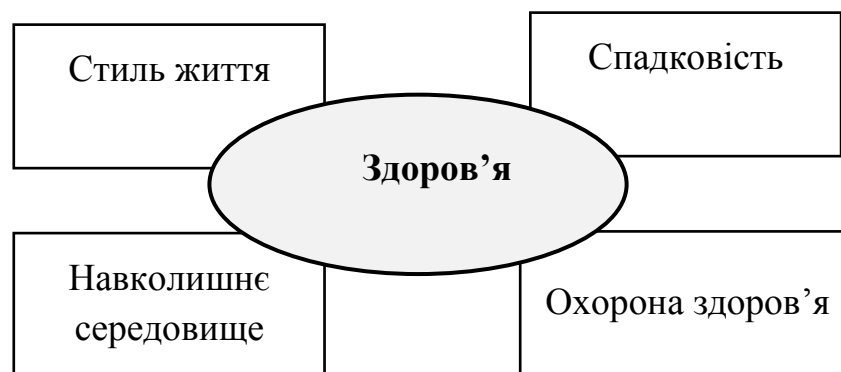 Стиль життя
Спадковість
Здоров’я
Навколишнє
середовище
Охорона здоров’я